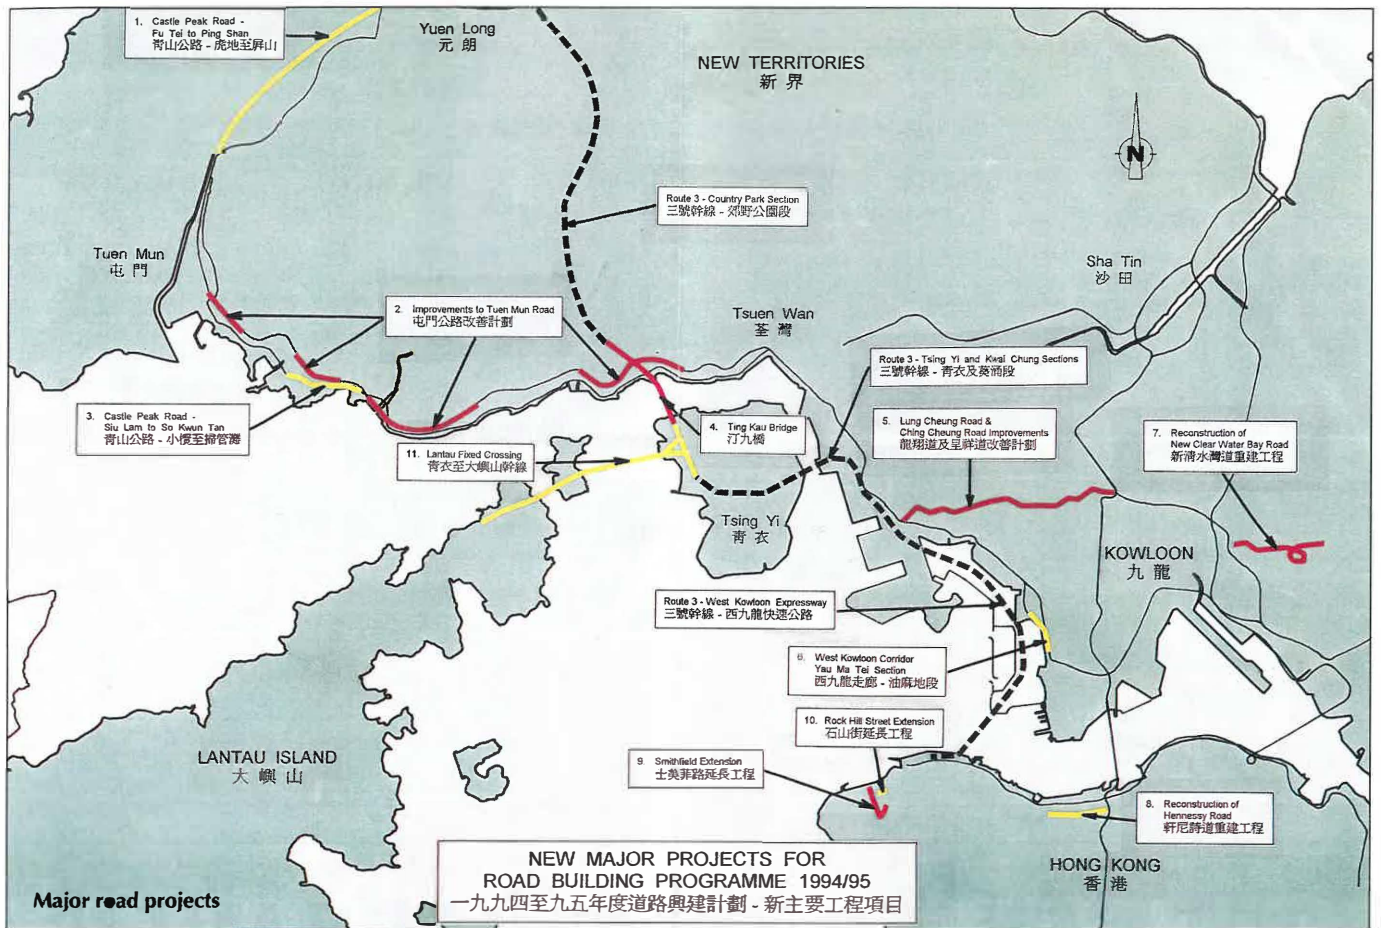 1. Castle Peak Road -
Fu Tei to Ping Shan
青山公路 - 虎地至屏山
Yuen Long
元朗
NEW TERRITORIES
新界
N
Route 3 - Country Park Section
三號幹線 - 郊野公園段
Tuen Mun
屯門
Sha Tin
沙田
2. Improvements to Tuen Mun Road
屯門公路改善計劃
Tsuen Wan
荃灣
Route 3 - Tsing Yi and Kwai Chung Sections
三號幹線 - 青衣及葵涌段
3. Castle Peak Road -
Siu Lam to So Kwun Tan
青山公路 - 小欖至掃管灘
4. Ting Kau Bridge
汀九橋
5. Lung Cheung Road &
Ching Cheung Road Improvements
龍翔道及呈祥道改善計劃
7. Reconstruction of
New Clear Water Bay Road
新清水灣道重建工程
11. Lantau Fixed Crossing
青衣至大嶼山幹線
Tsing Yi
青衣
KOWLOON
九龍
Route 3 - West Kowloon Expressway
三號幹線 - 西九龍快速公路
6. West Kowloon Corridor
Yau Ma Tei Section
西九龍走廊 - 油麻地段
10. Rock Hill Street Extension
石山街延長工程
LANTAU ISLAND
大嶼山
9. Smithfield Extension
士美菲路延長工程
8. Reconstruction of
Hennessy Road
軒尼詩道重建工程
HONG KONG
香港
NEW MAJOR PROJECTS FOR
ROAD BUILDING PROGRAMME 1994/95
一九九四至九五年度道路興建計劃 - 新主要工程項目
Major road projects